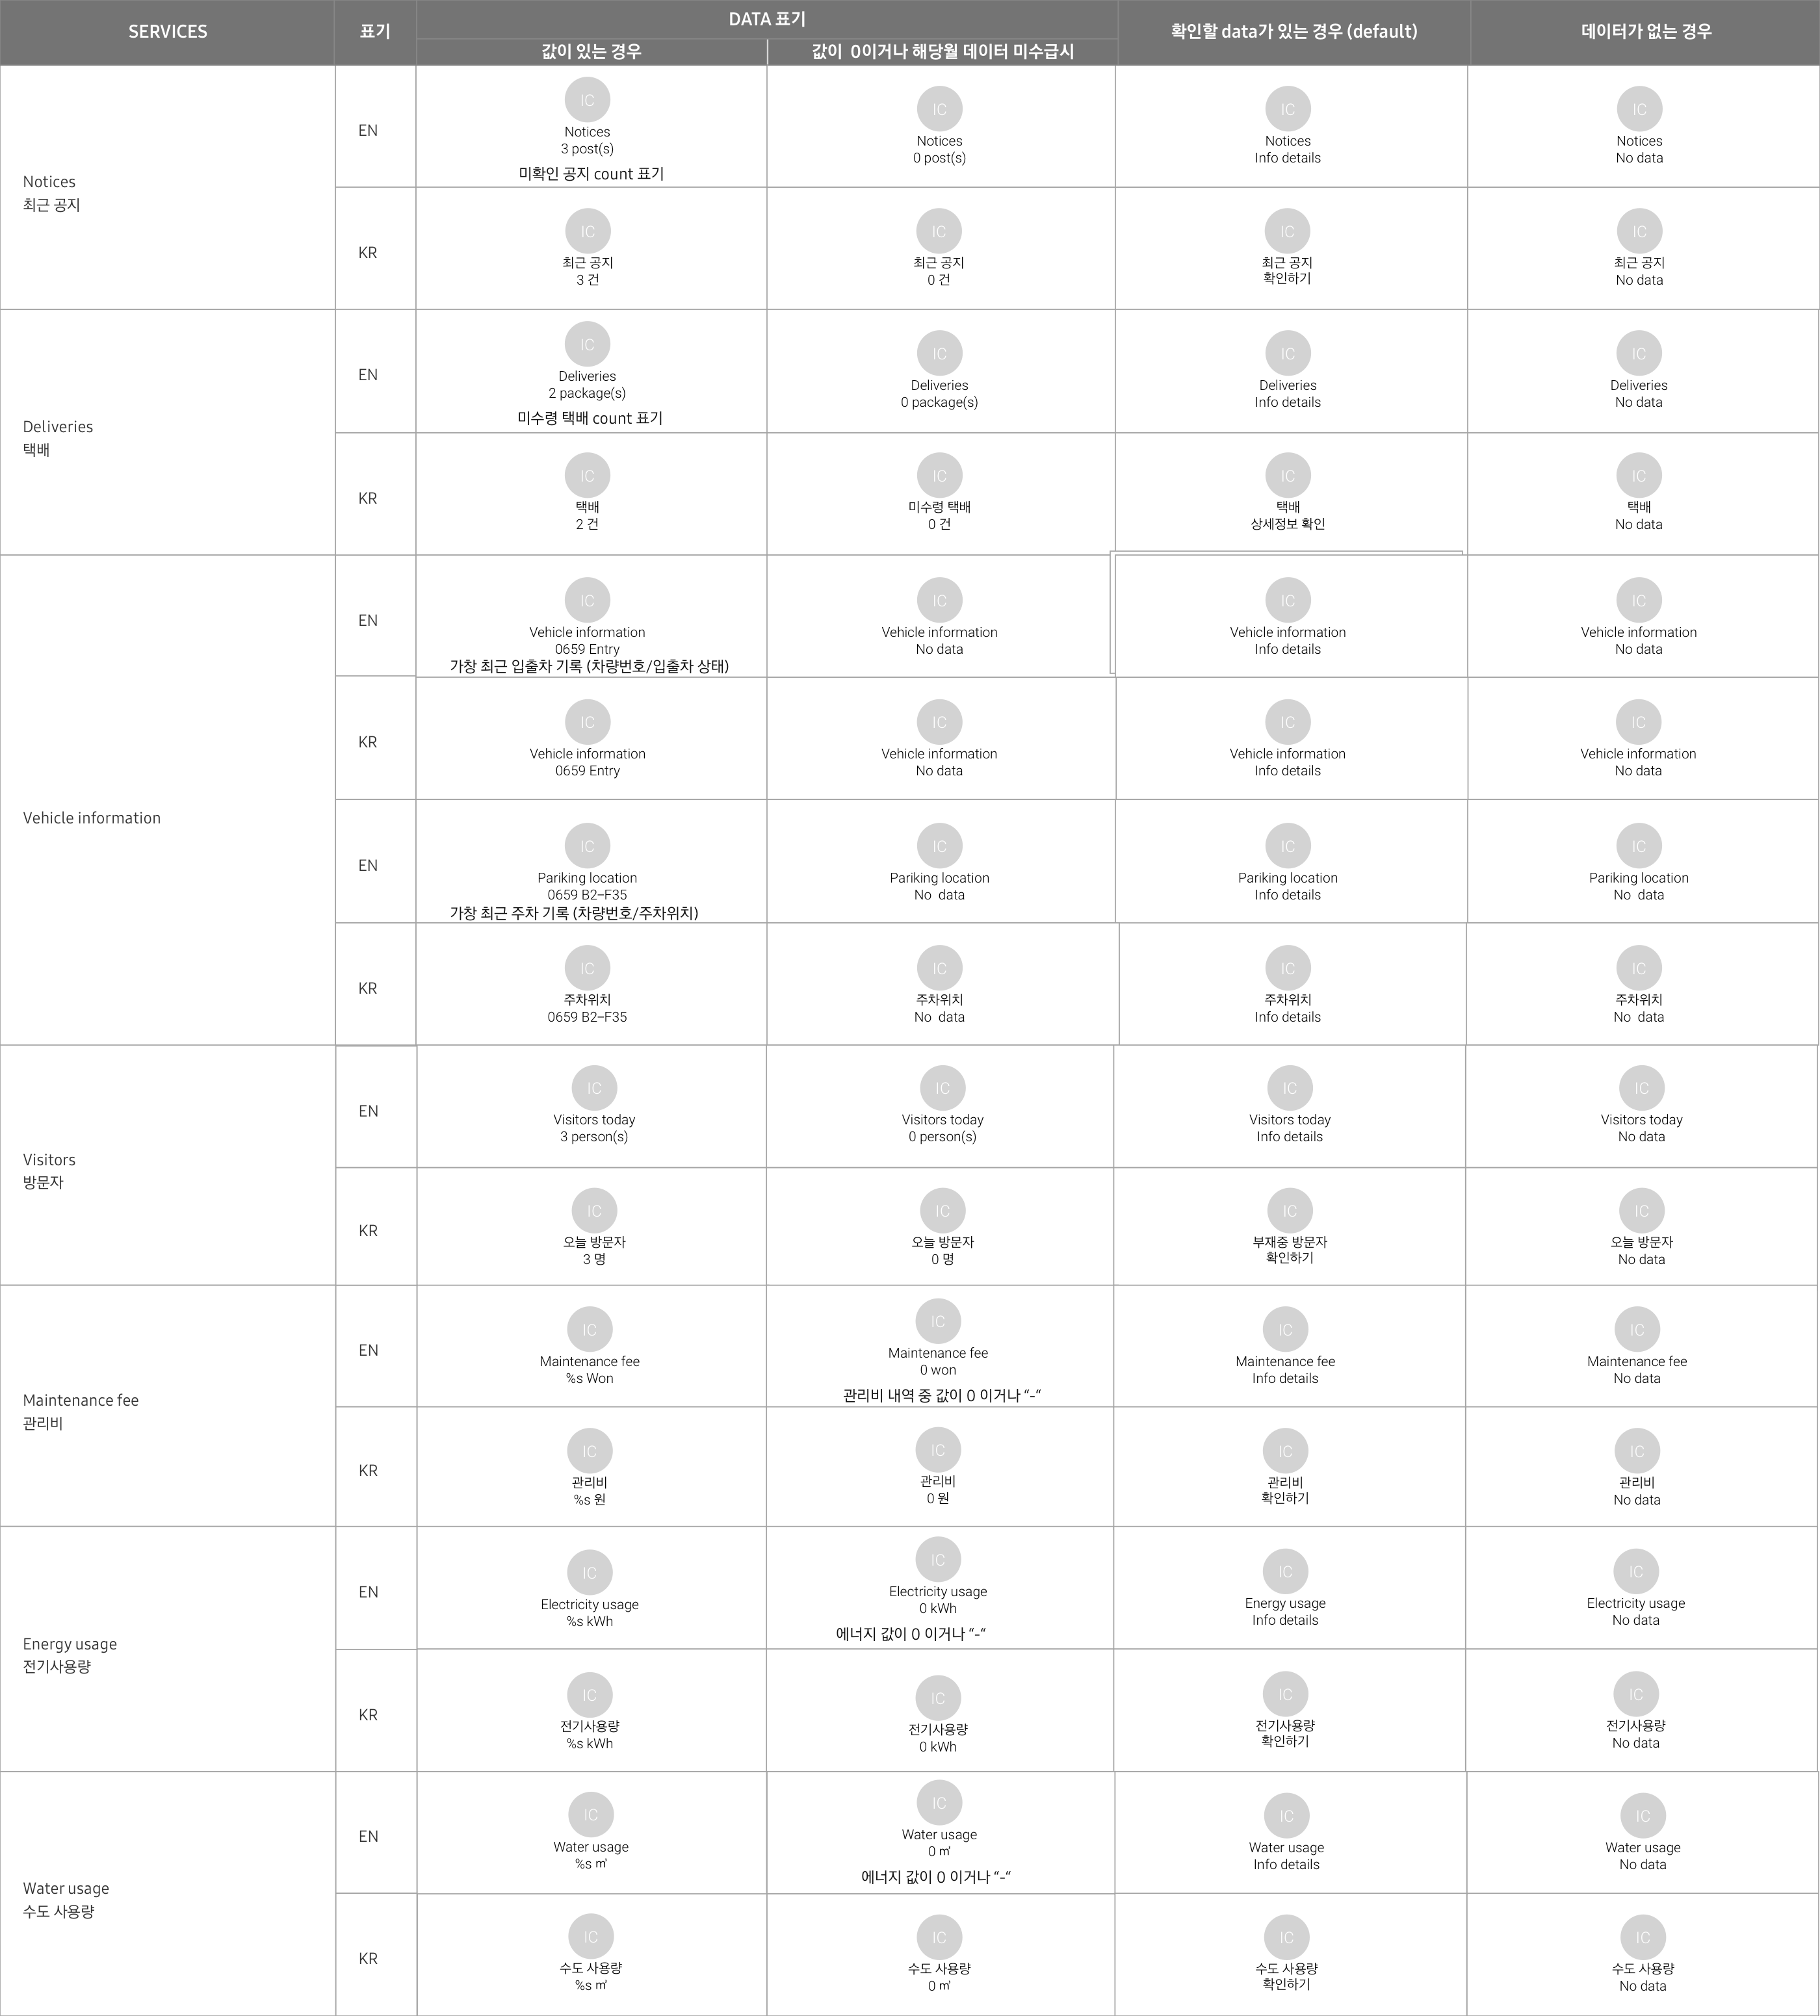 SERVICES
표기
DATA 표기
확인할 data가 있는 경우 (default)
데이터가 없는 경우
값이 있는 경우
값이 0이거나 해당월 데이터 미수급시
Notices
최근 공지
EN
IC
Notices
3 post(s)
미확인 공지 count 표기
IC
Notices
0 post(s)
IC
Notices
Info details
IC
Notices
No data
KR
IC
최근 공지
3 건
IC
최근 공지
0 건
IC
최근 공지
확인하기
IC
최근 공지
No data
Deliveries
택배
EN
IC
Deliveries
2 package(s)
미수령 택배 count 표기
IC
Deliveries
0 package(s)
IC
Deliveries
Info details
IC
Deliveries
No data
KR
IC
택배
2 건
IC
미수령 택배
0 건
IC
택배
상세정보 확인
IC
택배
No data
Vehicle information
EN
IC
Vehicle information
0659 Entry
가창 최근 입출차 기록 (차량번호/입출차 상태)
IC
Vehicle information
No data
IC
Vehicle information
Info details
IC
Vehicle information
No data
KR
IC
Vehicle information
0659 Entry
IC
Vehicle information
No data
IC
Vehicle information
Info details
IC
Vehicle information
No data
EN
IC
Pariking location
0659 B2-F35
가창 최근 주차 기록 (차량번호/주차위치)
IC
Pariking location
No data
IC
Pariking location
Info details
IC
Pariking location
No data
KR
IC
주차위치
0659 B2-F35
IC
주차위치
No data
IC
주차위치
Info details
IC
주차위치
No data
Visitors
방문자
EN
IC
Visitors today
3 person(s)
IC
Visitors today
0 person(s)
IC
Visitors today
Info details
IC
Visitors today
No data
KR
IC
오늘 방문자
3 명
IC
오늘 방문자
0 명
IC
부재중 방문자
확인하기
IC
오늘 방문자
No data
Maintenance fee
관리비
EN
IC
Maintenance fee
%s Won
IC
Maintenance fee
0 won
관리비 내역 중 값이 0 이거나 “-“
IC
Maintenance fee
Info details
IC
Maintenance fee
No data
KR
IC
관리비
%s 원
IC
관리비
0 원
IC
관리비
확인하기
IC
관리비
No data
Energy usage
전기사용량
EN
IC
Electricity usage
%s kWh
IC
Electricity usage
0 kWh
에너지 값이 0 이거나 “-“
IC
Energy usage
Info details
IC
Electricity usage
No data
KR
IC
전기사용량
%s kWh
IC
전기사용량
0 kWh
IC
전기사용량
확인하기
IC
전기사용량
No data
Water usage
수도 사용량
EN
IC
Water usage
%s ㎥
IC
Water usage
0 ㎥
에너지 값이 0 이거나 “-“
IC
Water usage
Info details
IC
Water usage
No data
KR
IC
수도 사용량
%s ㎥
IC
수도 사용량
0 ㎥
IC
수도 사용량
확인하기
IC
수도 사용량
No data